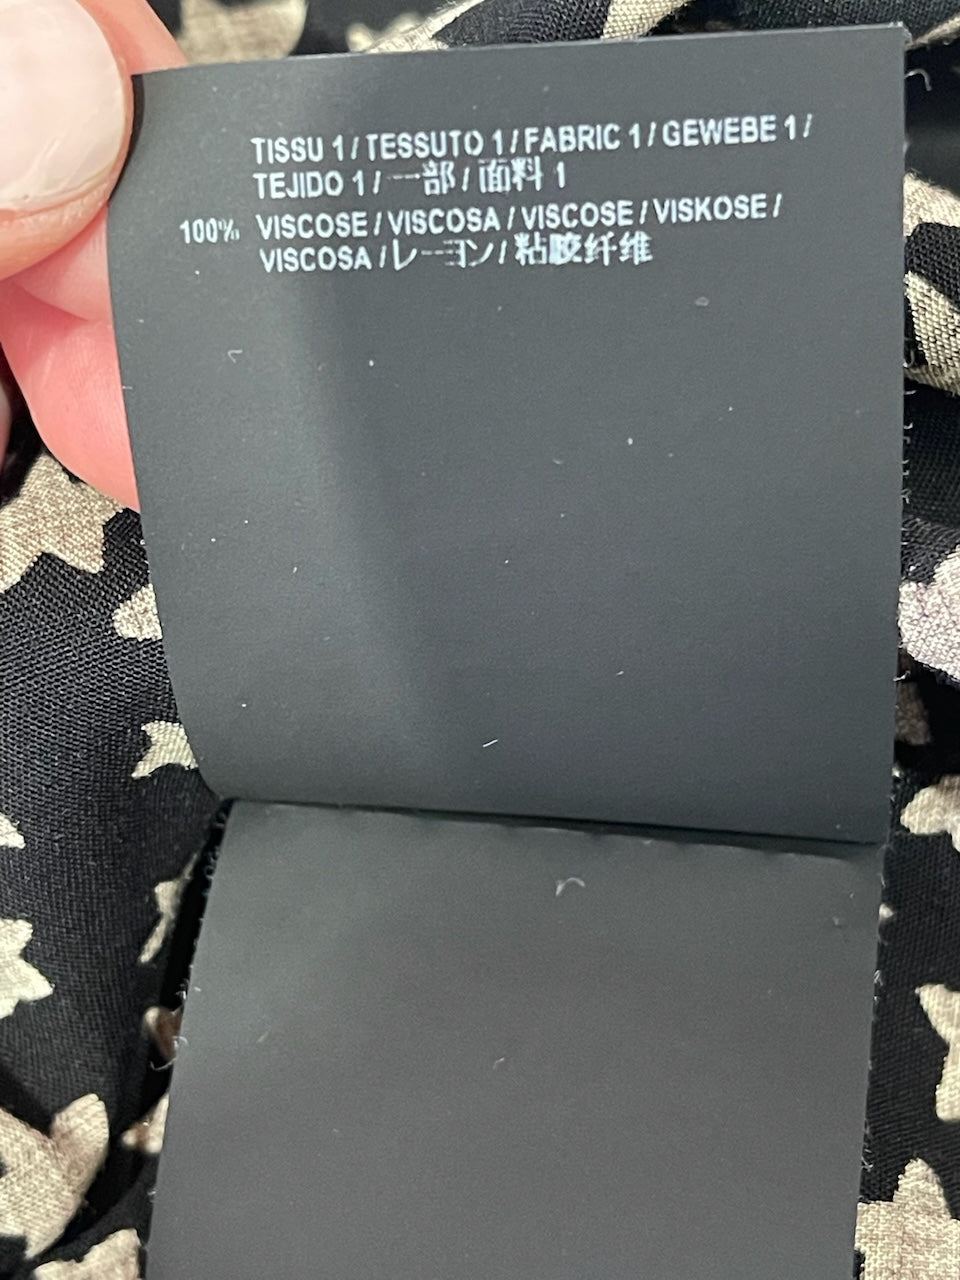 TISSU 1 / TESSUTO 1 / FABRIC 1 / GEWEBE 1 /
TEJIDO 1 / 一部 / 面料 1
100% VISCOSE / VISCOSA / VISCOSE / VISKOSE /
VISCOSA / レーヨン / 粘胶纤维